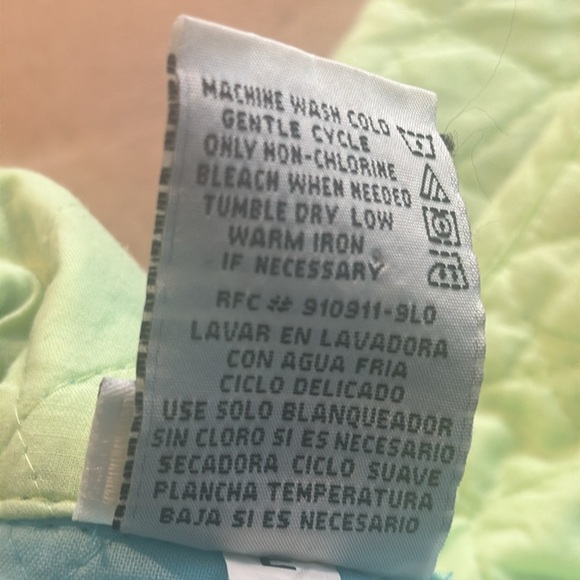 MACHINE WASH COLD
GENTLE CYCLE
ONLY NON-CHLORINE
BLEACH WHEN NEEDED
TUMBLE DRY LOW
WARM IRON
IF NECESSARY
RFC # 910911-9L0
LAVAR EN LAVADORA
CON AGUA FRIA
CICLO DELICADO
USE SOLO BLANQUEADOR
SIN CLORO SI ES NECESARIO
SECADORA CICLO SUAVE
PLANCHA TEMPERATURA
BAJA SI ES NECESARIO